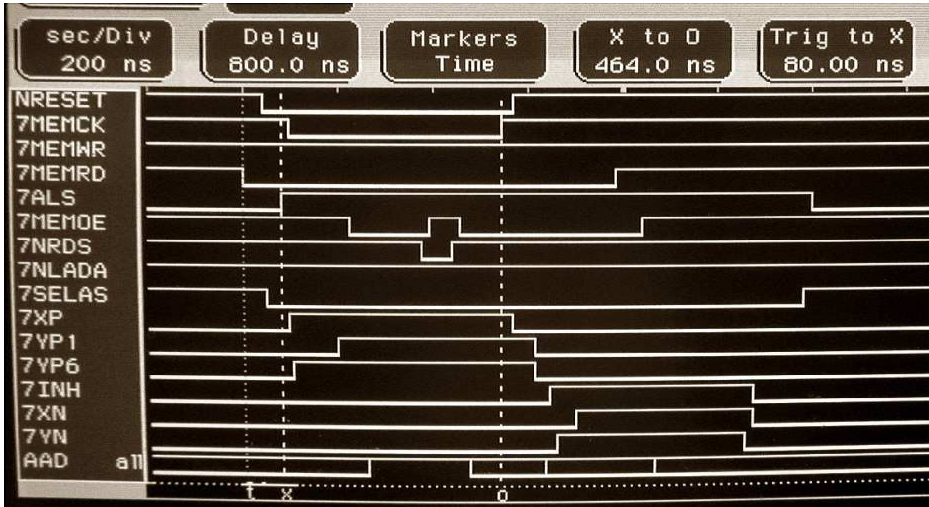 sec/Div
200 ns
Delay
800.0 ns
Markers
Time
X to O
464.0 ns
Trig to X
80.00 ns
NRESET
7MEMCK
7MEMWR
7MEMRD
7ALS
7MEMOE
7NRDS
7NLADA
7SELAS
7XP
7YP1
7YP6
7INH
7XN
7YN
AAD all
t x o